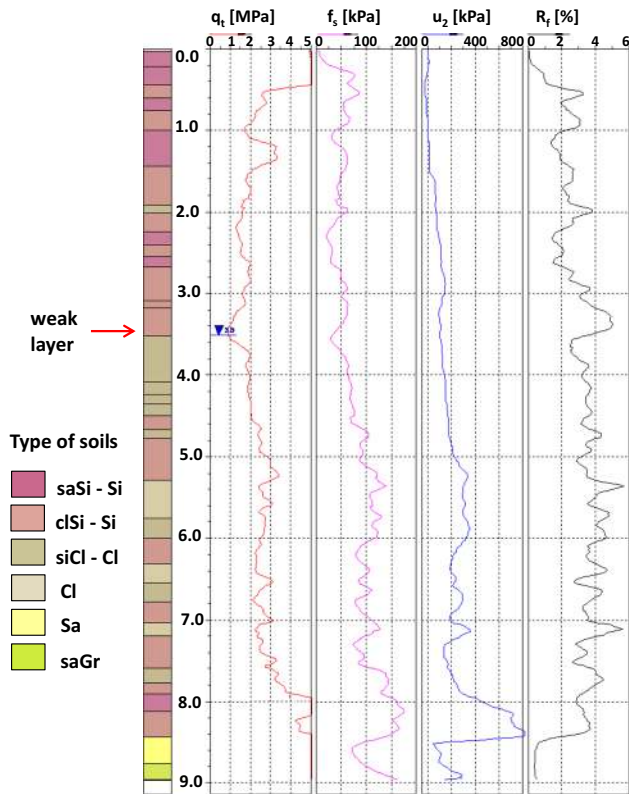 qt [MPa] fs [kPa] u2 [kPa] Rf [%]
0 1 2 3 4 5 0 100 200 0 400 800 0 2 4 6
0.0
1.0
2.0
3.0
weak
layer
4.0
Type of soils
5.0
saSi - Si
clSi - Si
6.0
siCl - Cl
Cl
7.0
Sa
saGr
8.0
9.0